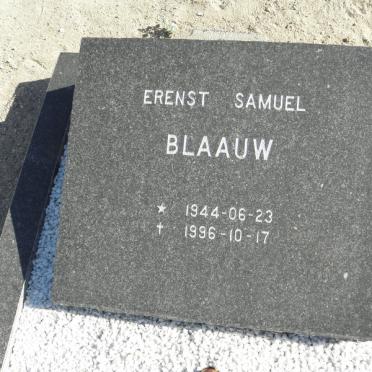 ERENST SAMUEL
BLAAUW
★ 1944-06-23
✝ 1996-10-17